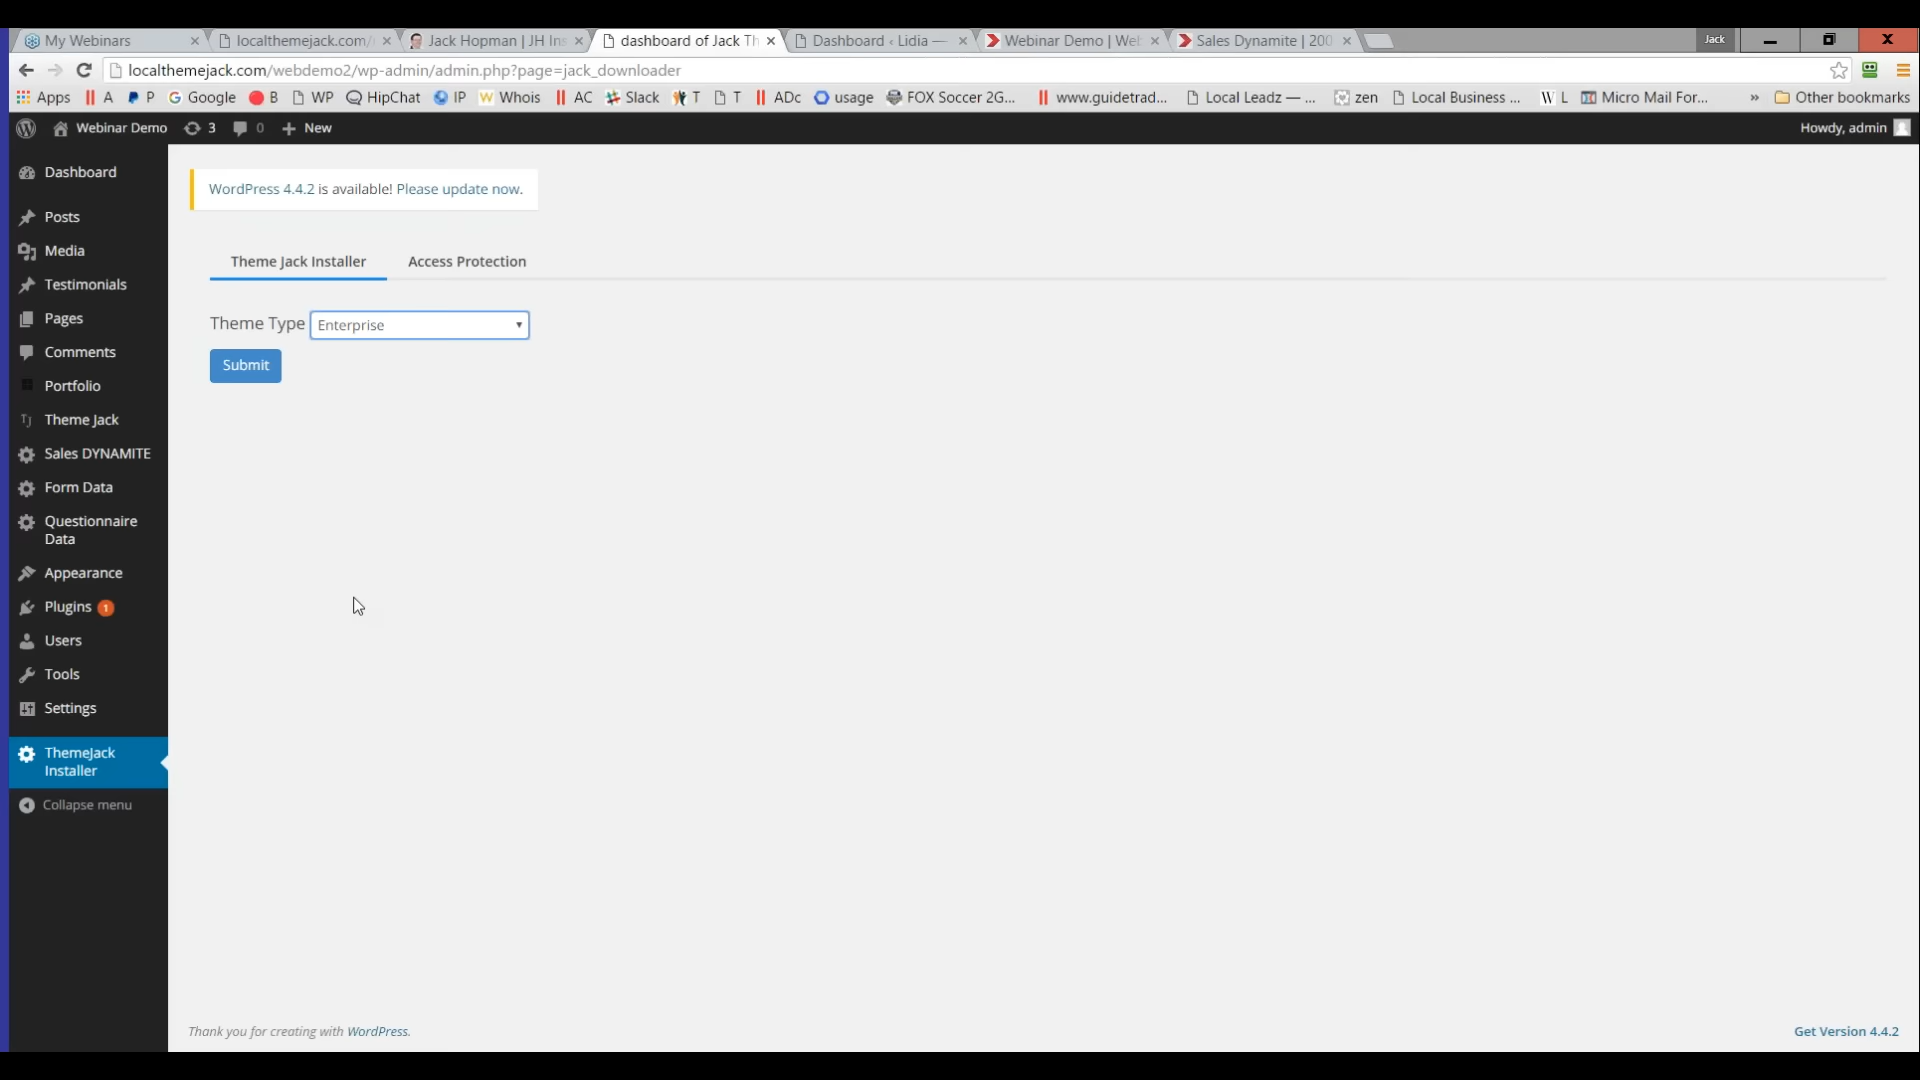 My Webinars
localthemejack.com/
Jack Hopman | JH Ins
dashboard of Jack Th
Dashboard ‹ Lidia —
Webinar Demo | Web
Sales Dynamite | 200
Jack
localthemejack.com/webdemo2/wp-admin/admin.php?page=jack_downloader
Apps
A
P
Google
B
WP
HipChat
IP
Whois
AC
Slack
T
T
ADc
usage
FOX Soccer 2G...
www.guidetrad...
Local Leadz — ...
zen
Local Business ...
L
Micro Mail For...
»
Other bookmarks
Webinar Demo
3
0
New
Howdy, admin
Dashboard
Posts
Media
Testimonials
Pages
Comments
Portfolio
TJ Theme Jack
Sales DYNAMITE
Form Data
Questionnaire
Data
Appearance
Plugins 1
Users
Tools
Settings
ThemeJack
Installer
Collapse menu
WordPress 4.4.2 is available! Please update now.
Theme Jack Installer
Access Protection
Theme Type
Enterprise
Submit
Thank you for creating with WordPress.
Get Version 4.4.2